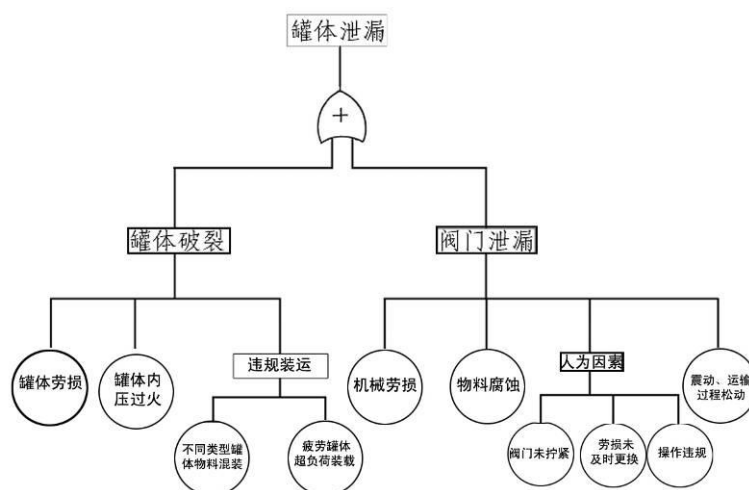 罐体泄漏
+
罐体破裂
阀门泄漏
罐体劳损
罐体内
压过火
违规装运
机械劳损
物料腐蚀
人为因素
震动、运输
过程松动
不同类型罐
体物料混装
疲劳罐体
超负荷装载
阀门未拧紧
劳损未
及时更换
操作违规